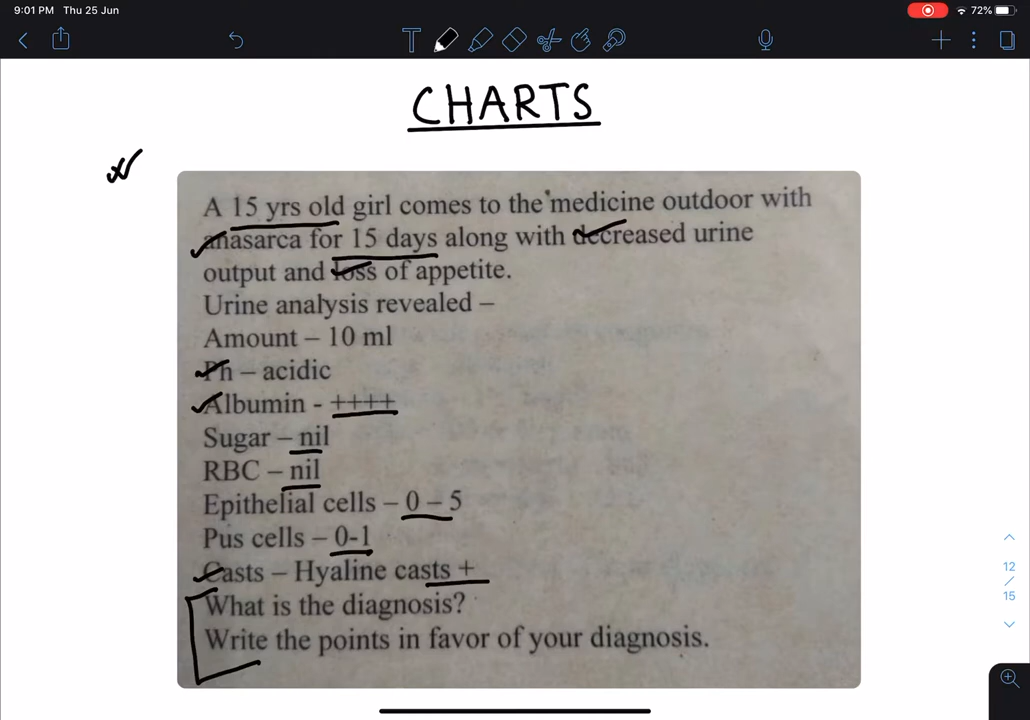 9:01 PM Thu 25 Jun
72%
T
CHARTS
A 15 yrs old girl comes to the medicine outdoor with
anasarca for 15 days along with decreased urine
output and loss of appetite.
Urine analysis revealed –
Amount – 10 ml
Ph – acidic
Albumin - ++++
Sugar – nil
RBC – nil
Epithelial cells – 0 – 5
Pus cells – 0-1
Casts – Hyaline casts +
What is the diagnosis?
Write the points in favor of your diagnosis.
12
/
15